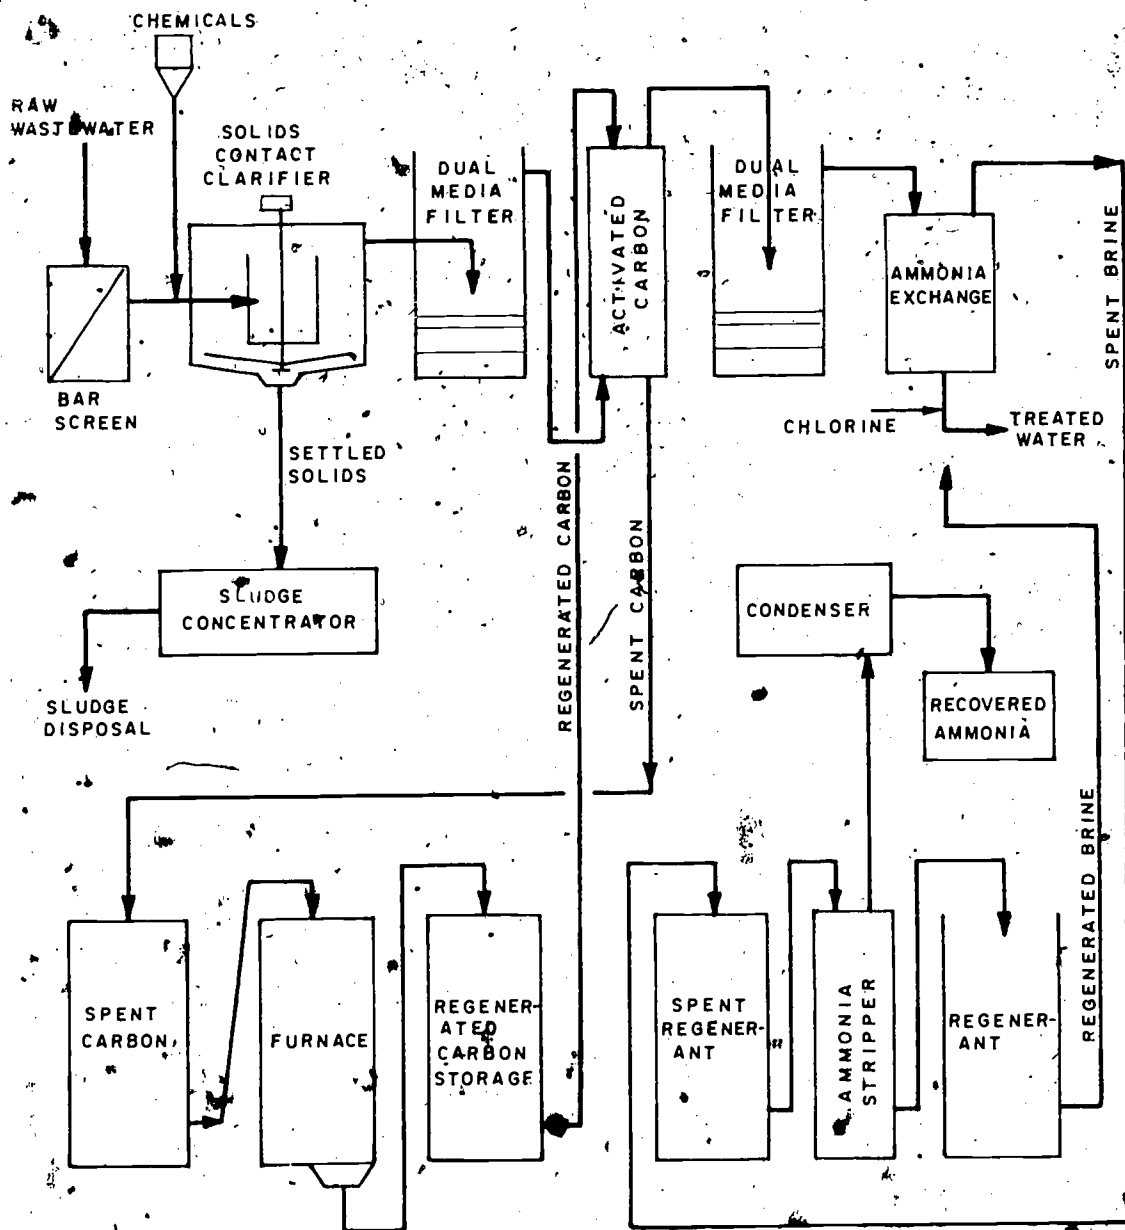 CHEMICALS
RAW
WASTEWATER
SOLIDS
CONTACT
CLARIFIER
DUAL
MEDIA
FILTER
ACTIVATED
CARBON
DUAL
MEDIA
FILTER
AMMONIA
EXCHANGE
SPENT BRINE
BAR
SCREEN
CHLORINE
TREATED
WATER
SETTLED
SOLIDS
REGENERATED CARBON
SPENT CARBON
SLUDGE
CONCENTRATOR
CONDENSER
SLUDGE
DISPOSAL
RECOVERED
AMMONIA
REGENERATED BRINE
SPENT
CARBON
FURNACE
REGENER-
ATED
CARBON
STORAGE
SPENT
REGENER-
ANT
AMMONIA
STRIPPER
REGENER-
ANT